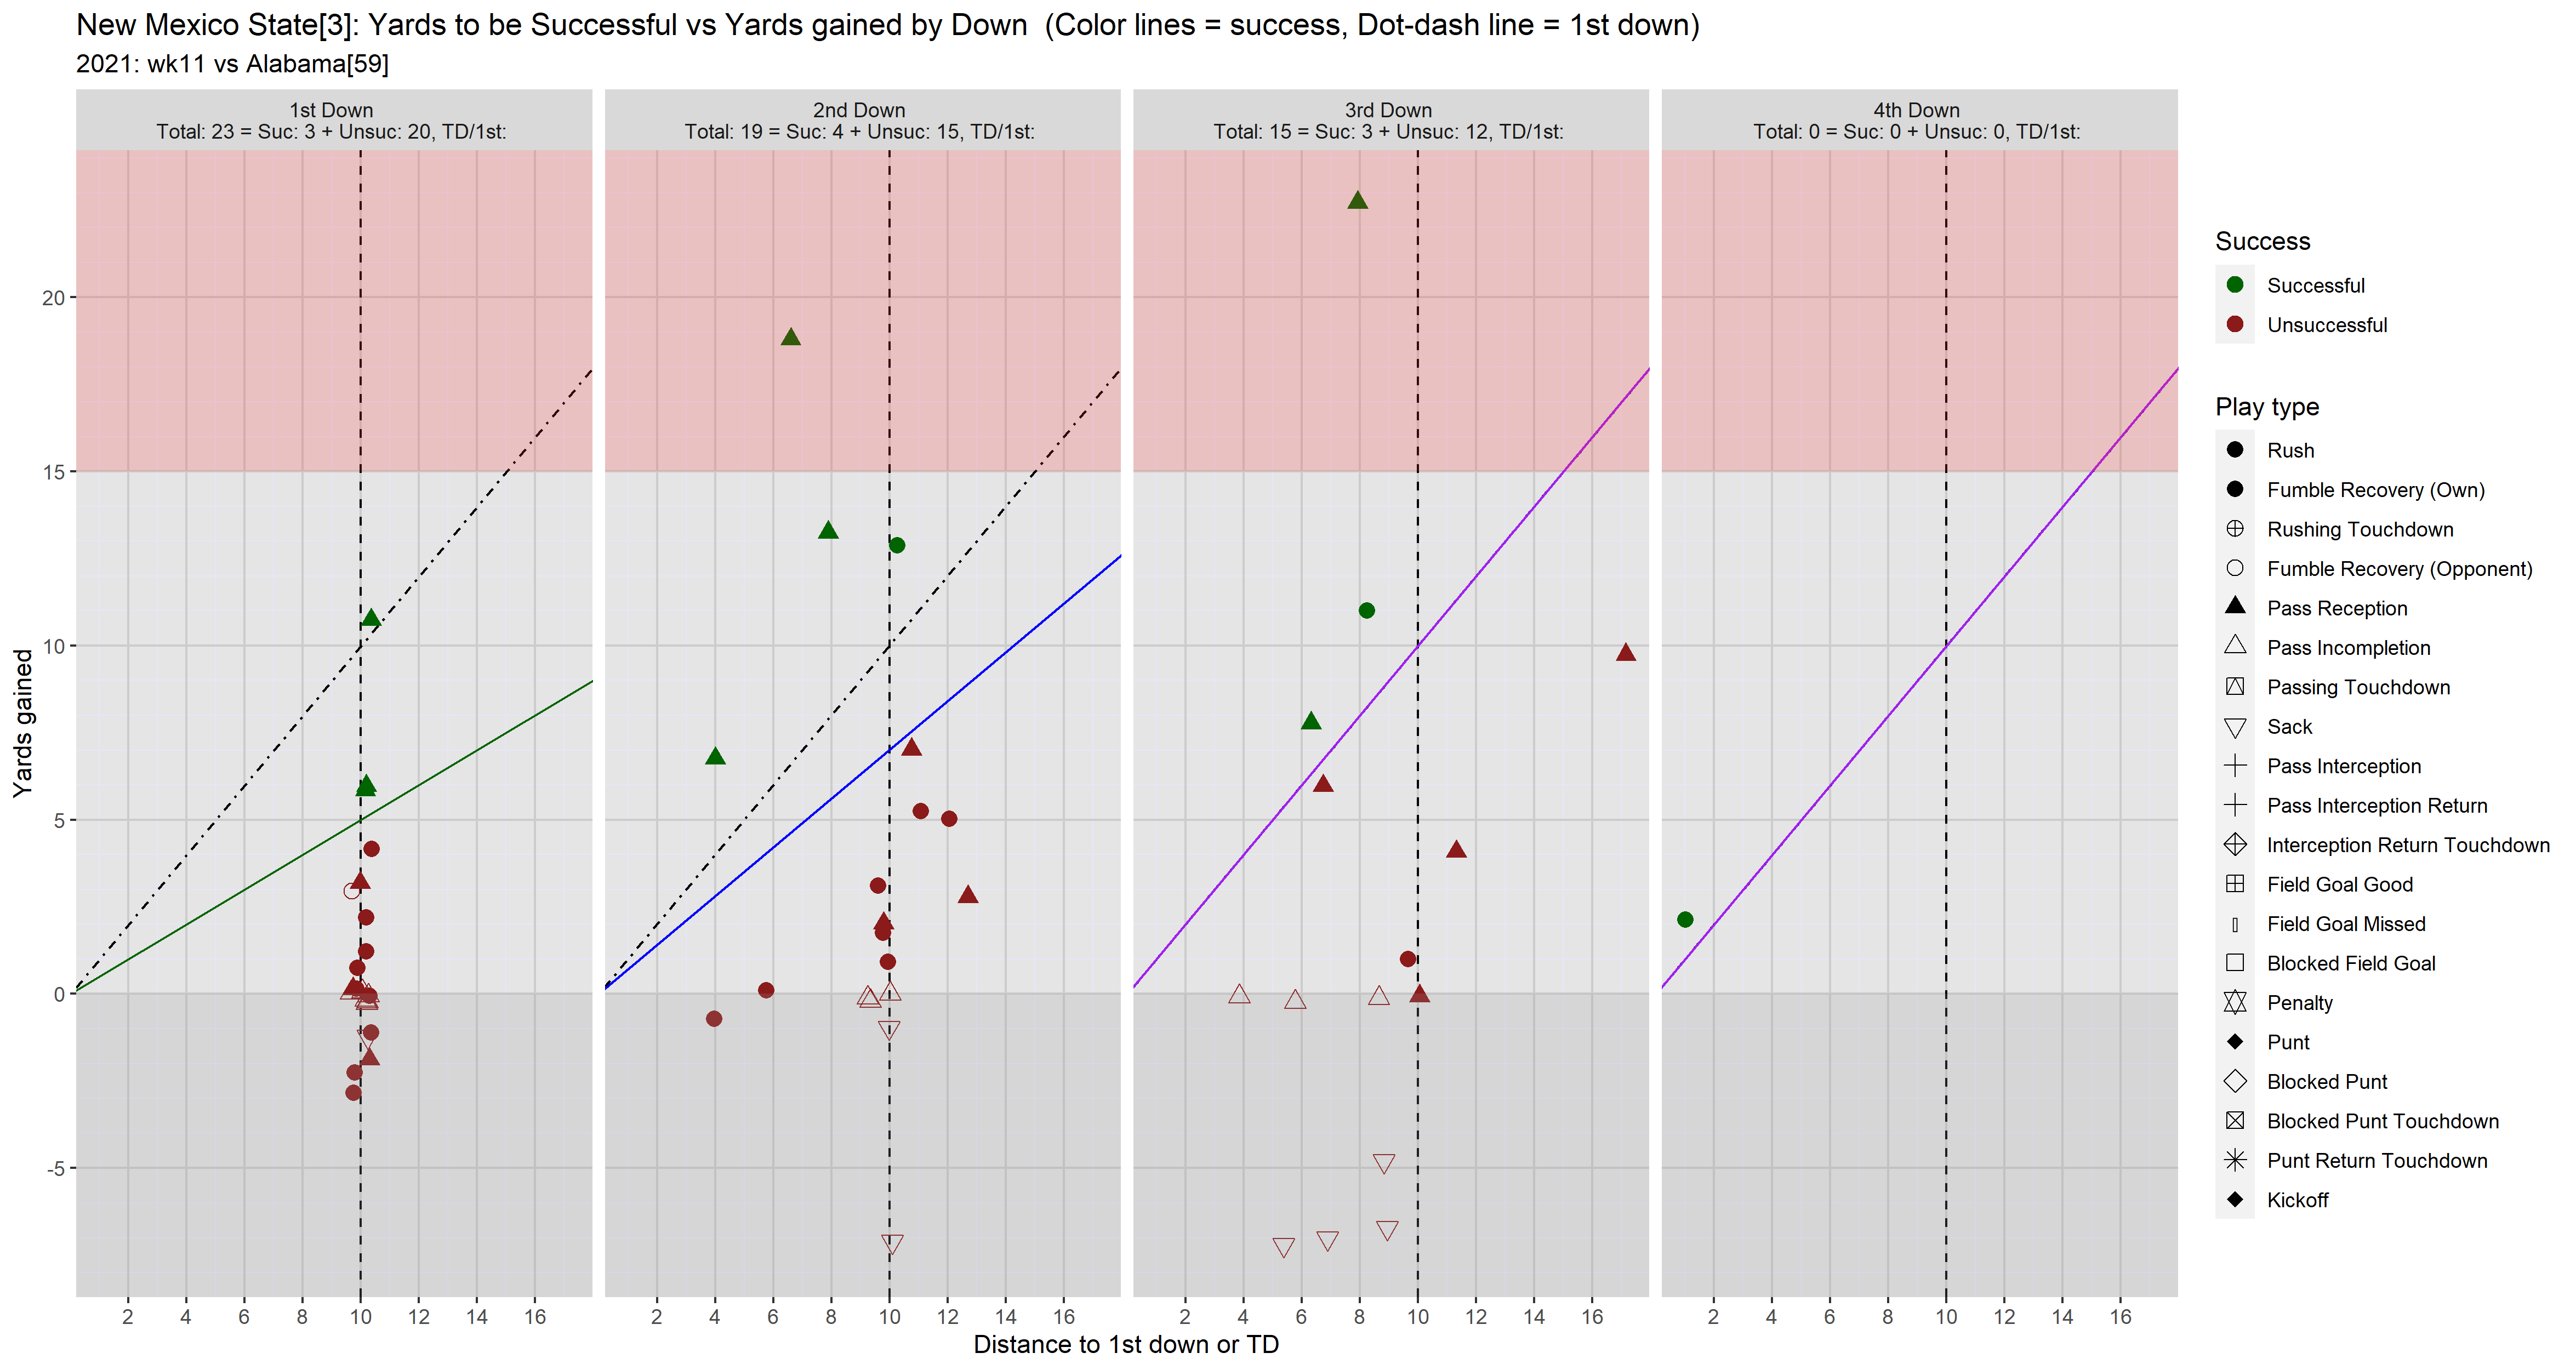 New Mexico State[3]: Yards to be Successful vs Yards gained by Down  (Color lines = success, Dot-dash line = 1st down)
2021: wk11 vs Alabama[59]
1st Down
Total: 23 = Suc: 3 + Unsuc: 20, TD/1st:
2nd Down
Total: 19 = Suc: 4 + Unsuc: 15, TD/1st:
3rd Down
Total: 15 = Suc: 3 + Unsuc: 12, TD/1st:
4th Down
Total: 0 = Suc: 0 + Unsuc: 0, TD/1st:
Yards gained
20
15
10
5
0
-5
2 4 6 8 10 12 14 16
2 4 6 8 10 12 14 16
2 4 6 8 10 12 14 16
2 4 6 8 10 12 14 16
Distance to 1st down or TD
Success
Successful
Unsuccessful
Play type
Rush
Fumble Recovery (Own)
Rushing Touchdown
Fumble Recovery (Opponent)
Pass Reception
Pass Incompletion
Passing Touchdown
Sack
Pass Interception
Pass Interception Return
Interception Return Touchdown
Field Goal Good
Field Goal Missed
Blocked Field Goal
Penalty
Punt
Blocked Punt
Blocked Punt Touchdown
Punt Return Touchdown
Kickoff